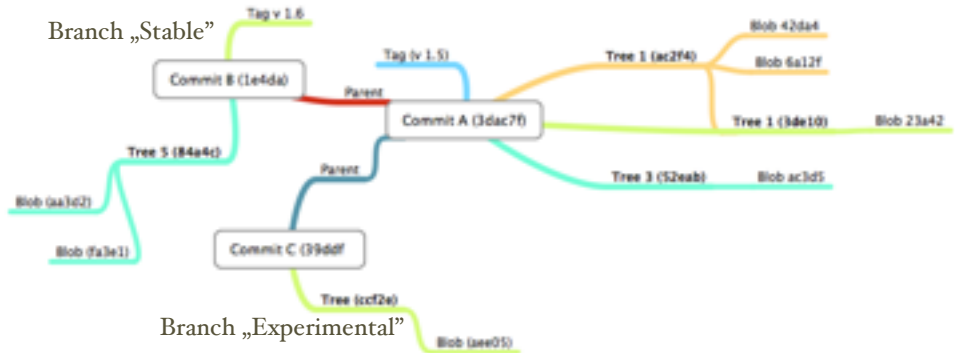 Tag v 1.6
Branch „Stable”
Blob 42da4
Tag (v 1.5)
Tree 1 (ac2f4)
Blob 6a12f
Commit B (1e4da)
Parent
Commit A (3dac7f)
Tree 1 (3de10)
Blob 23a42
Tree 5 (84a4c)
Parent
Tree 3 (52eab)
Blob ac3d5
Blob (aa3d2)
Blob (fa3e1)
Commit C (39ddf
Tree (ccf2e)
Branch „Experimental”
Blob (aee05)